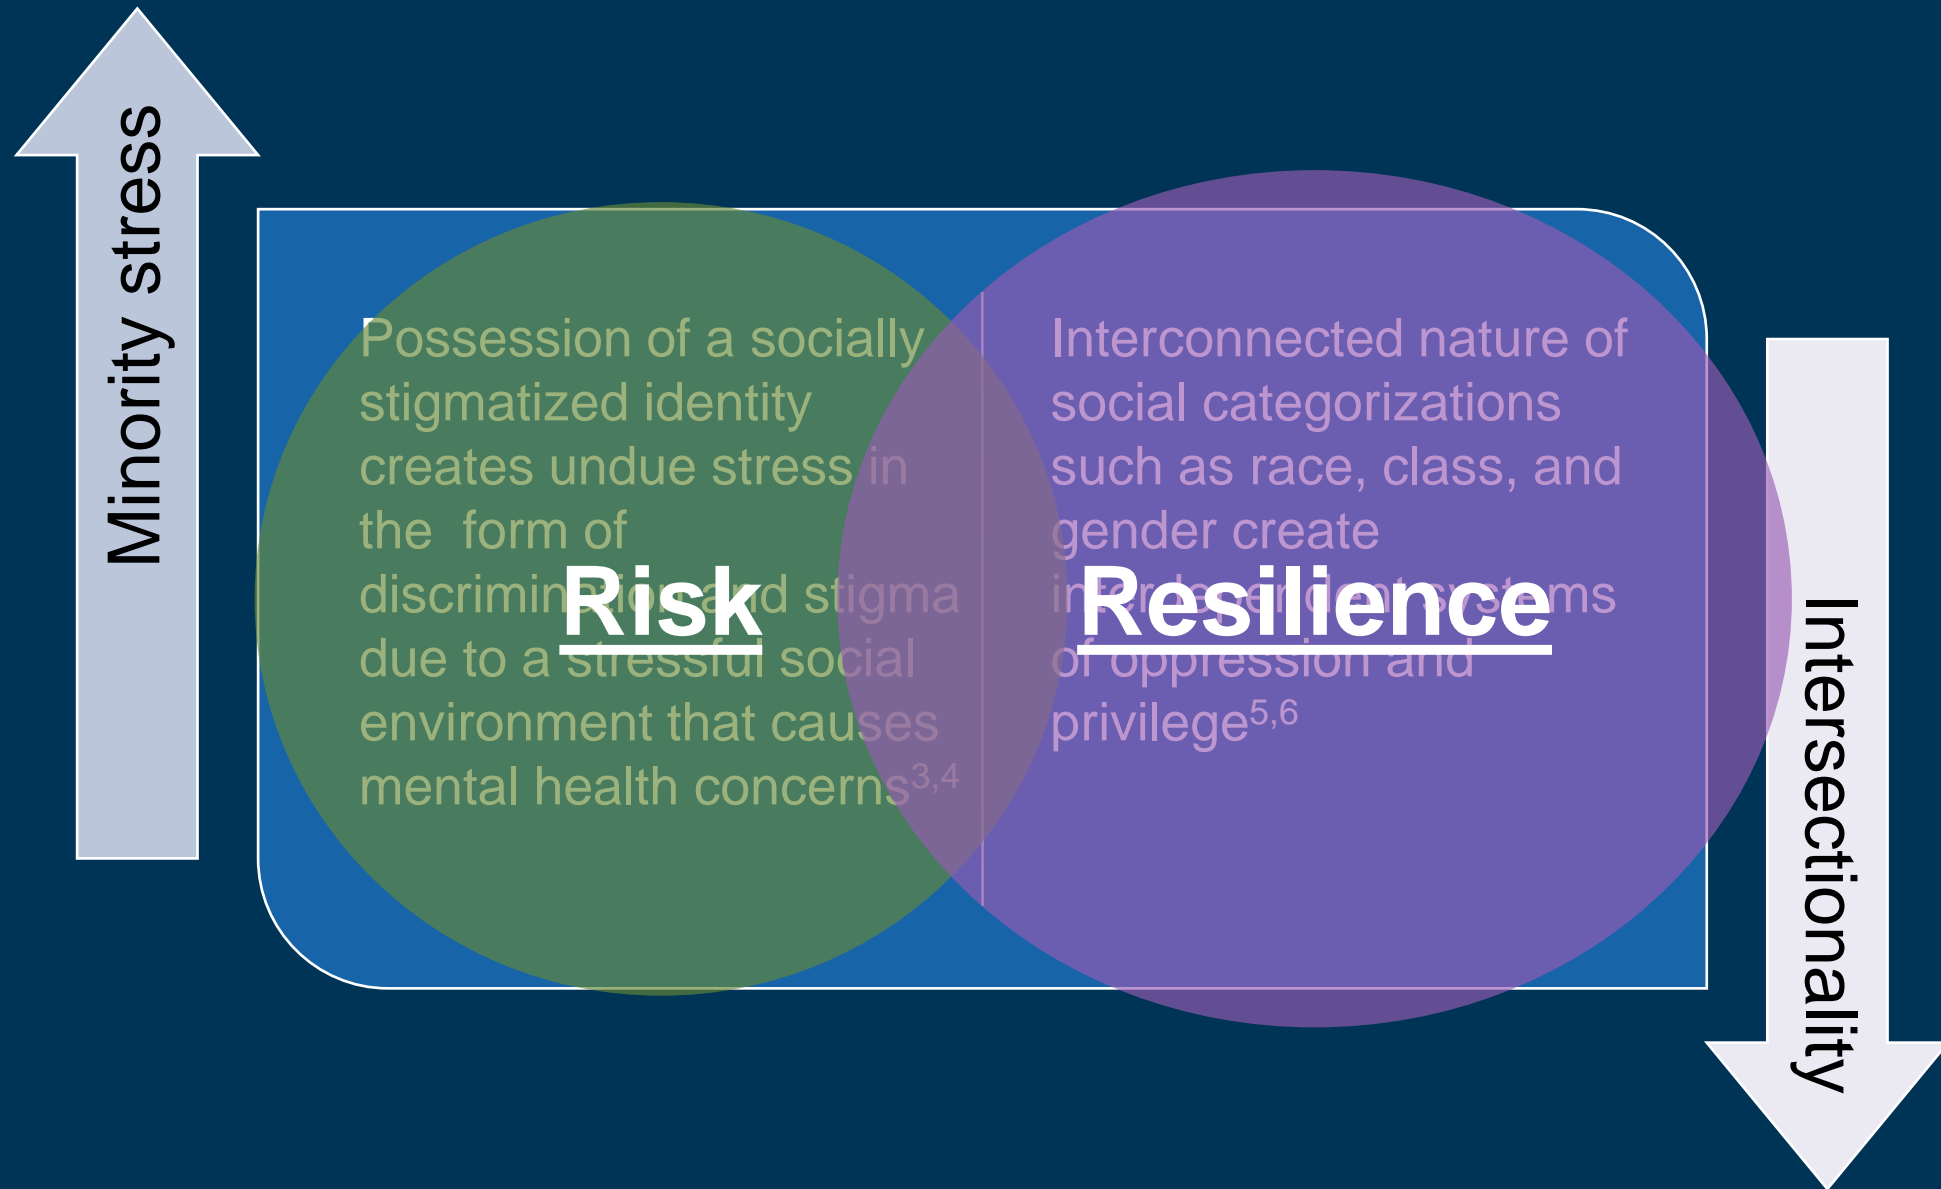 Minority stress
Possession of a socially
stigmatized identity
creates undue stress in
the form of
discrimination and stigma
due to a stressful social
environment that causes
mental health concerns3,4
Risk
Interconnected nature of
social categorizations
such as race, class, and
gender create
interdependent systems
of oppression and
privilege5,6
Resilience
Intersectionality